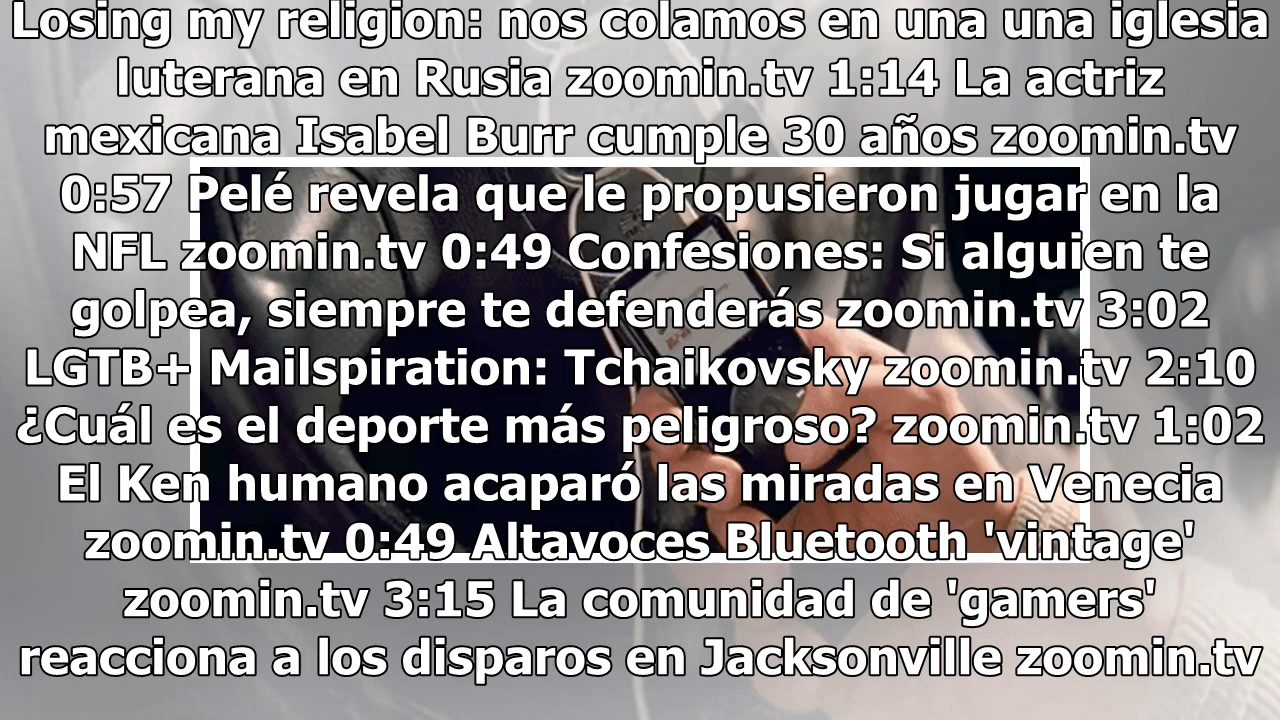 Losing my religion: nos colamos en una una iglesia
luterana en Rusia zoomin.tv 1:14 La actriz
mexicana Isabel Burr cumple 30 años zoomin.tv
0:57 Pelé revela que le propusieron jugar en la
NFL zoomin.tv 0:49 Confesiones: Si alguien te
golpea, siempre te defenderás zoomin.tv 3:02
LGTB+ Mailspiration: Tchaikovsky zoomin.tv 2:10
¿Cuál es el deporte más peligroso? zoomin.tv 1:02
El Ken humano acaparó las miradas en Venecia
zoomin.tv 0:49 Altavoces Bluetooth 'vintage'
zoomin.tv 3:15 La comunidad de 'gamers'
reacciona a los disparos en Jacksonville zoomin.tv